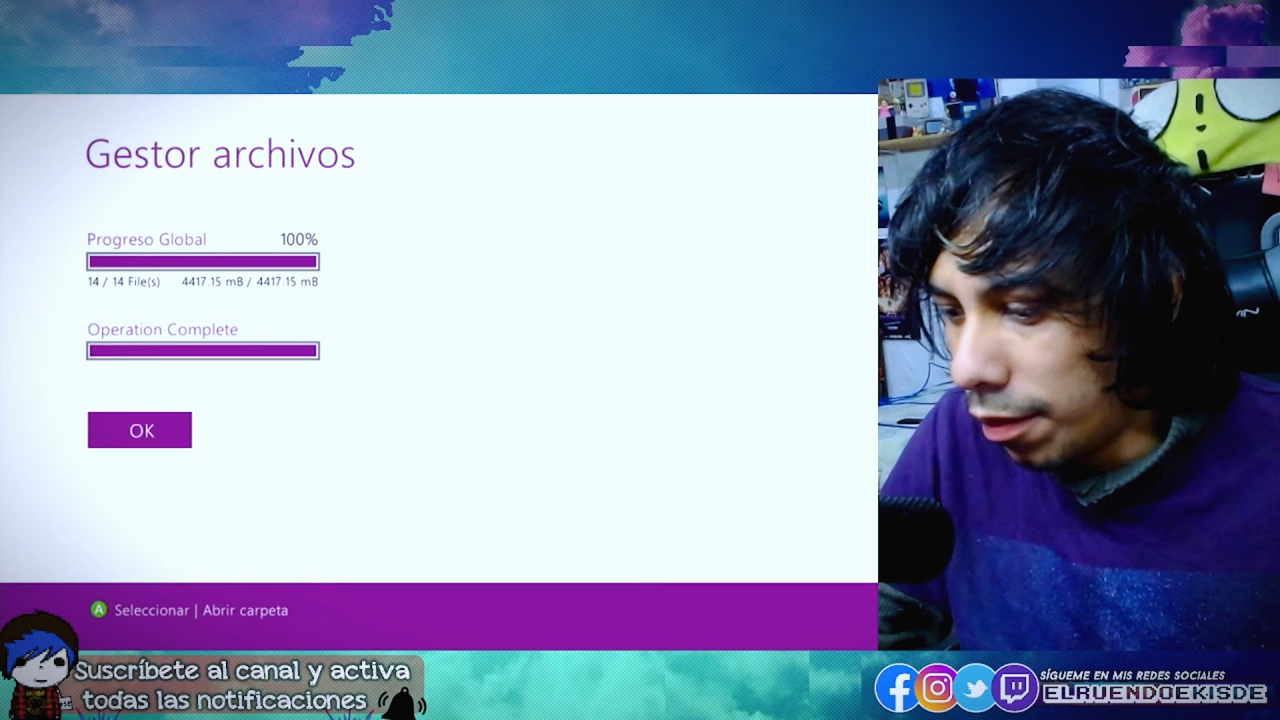 Gestor archivos
Progreso Global 100%
14 / 14 File(s) 4417.15 mB / 4417.15 mB
Operation Complete
OK
A Seleccionar | Abrir carpeta
Suscríbete al canal y activa
todas las notificaciones
SÍGUEME EN MIS REDES SOCIALES
ELRUENDOEKISDE